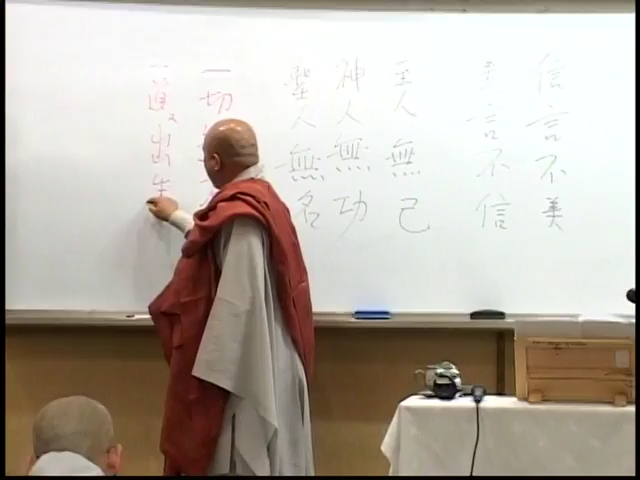 信言不美
美言不信
至人無己
神人無功
聖人無名
一切
一道出生